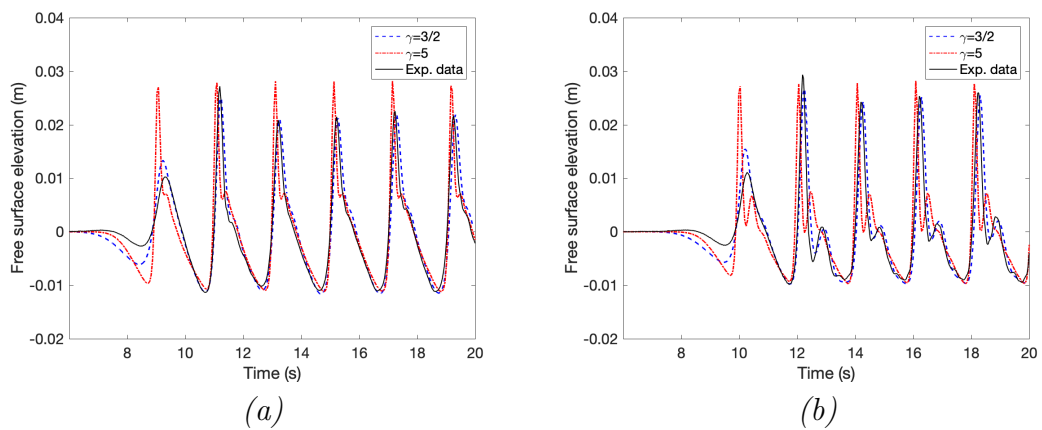 0.04
0.03
0.02
0.01
0
-0.01
-0.02
Free surface elevation (m)
γ=3/2
γ=5
Exp. data
8 10 12 14 16 18 20
Time (s)
(a)
0.04
0.03
0.02
0.01
0
-0.01
-0.02
Free surface elevation (m)
γ=3/2
γ=5
Exp. data
8 10 12 14 16 18 20
Time (s)
(b)